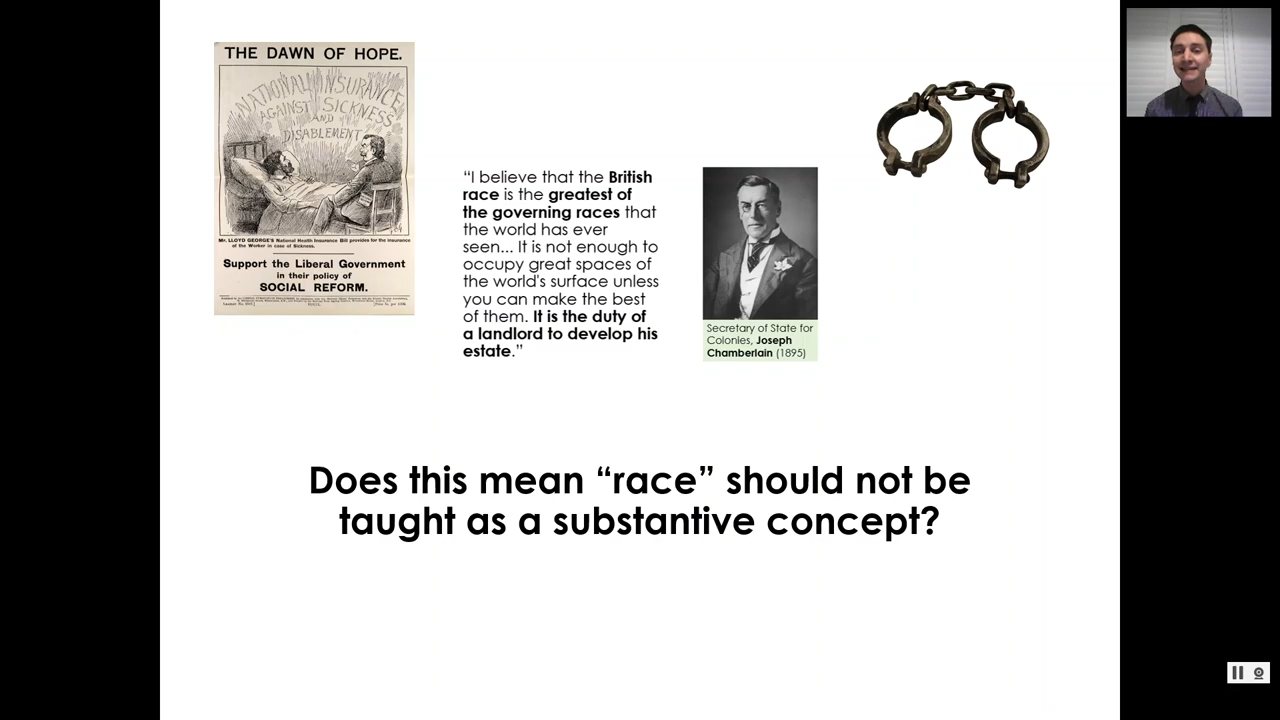 THE DAWN OF HOPE.
NATIONAL INSURANCE
AGAINST SICKNESS
AND
DISABLEMENT
Mr. LLOYD GEORGE'S National Health Insurance Bill provides for the insurance
of the Worker in case of Sickness.
Support the Liberal Government
in their policy of
SOCIAL REFORM.
“I believe that the British
race is the greatest of
the governing races that
the world has ever
seen... It is not enough to
occupy great spaces of
the world's surface unless
you can make the best
of them. It is the duty of
a landlord to develop his
estate.”
Secretary of State for
Colonies, Joseph
Chamberlain (1895)
Does this mean “race” should not be
taught as a substantive concept?